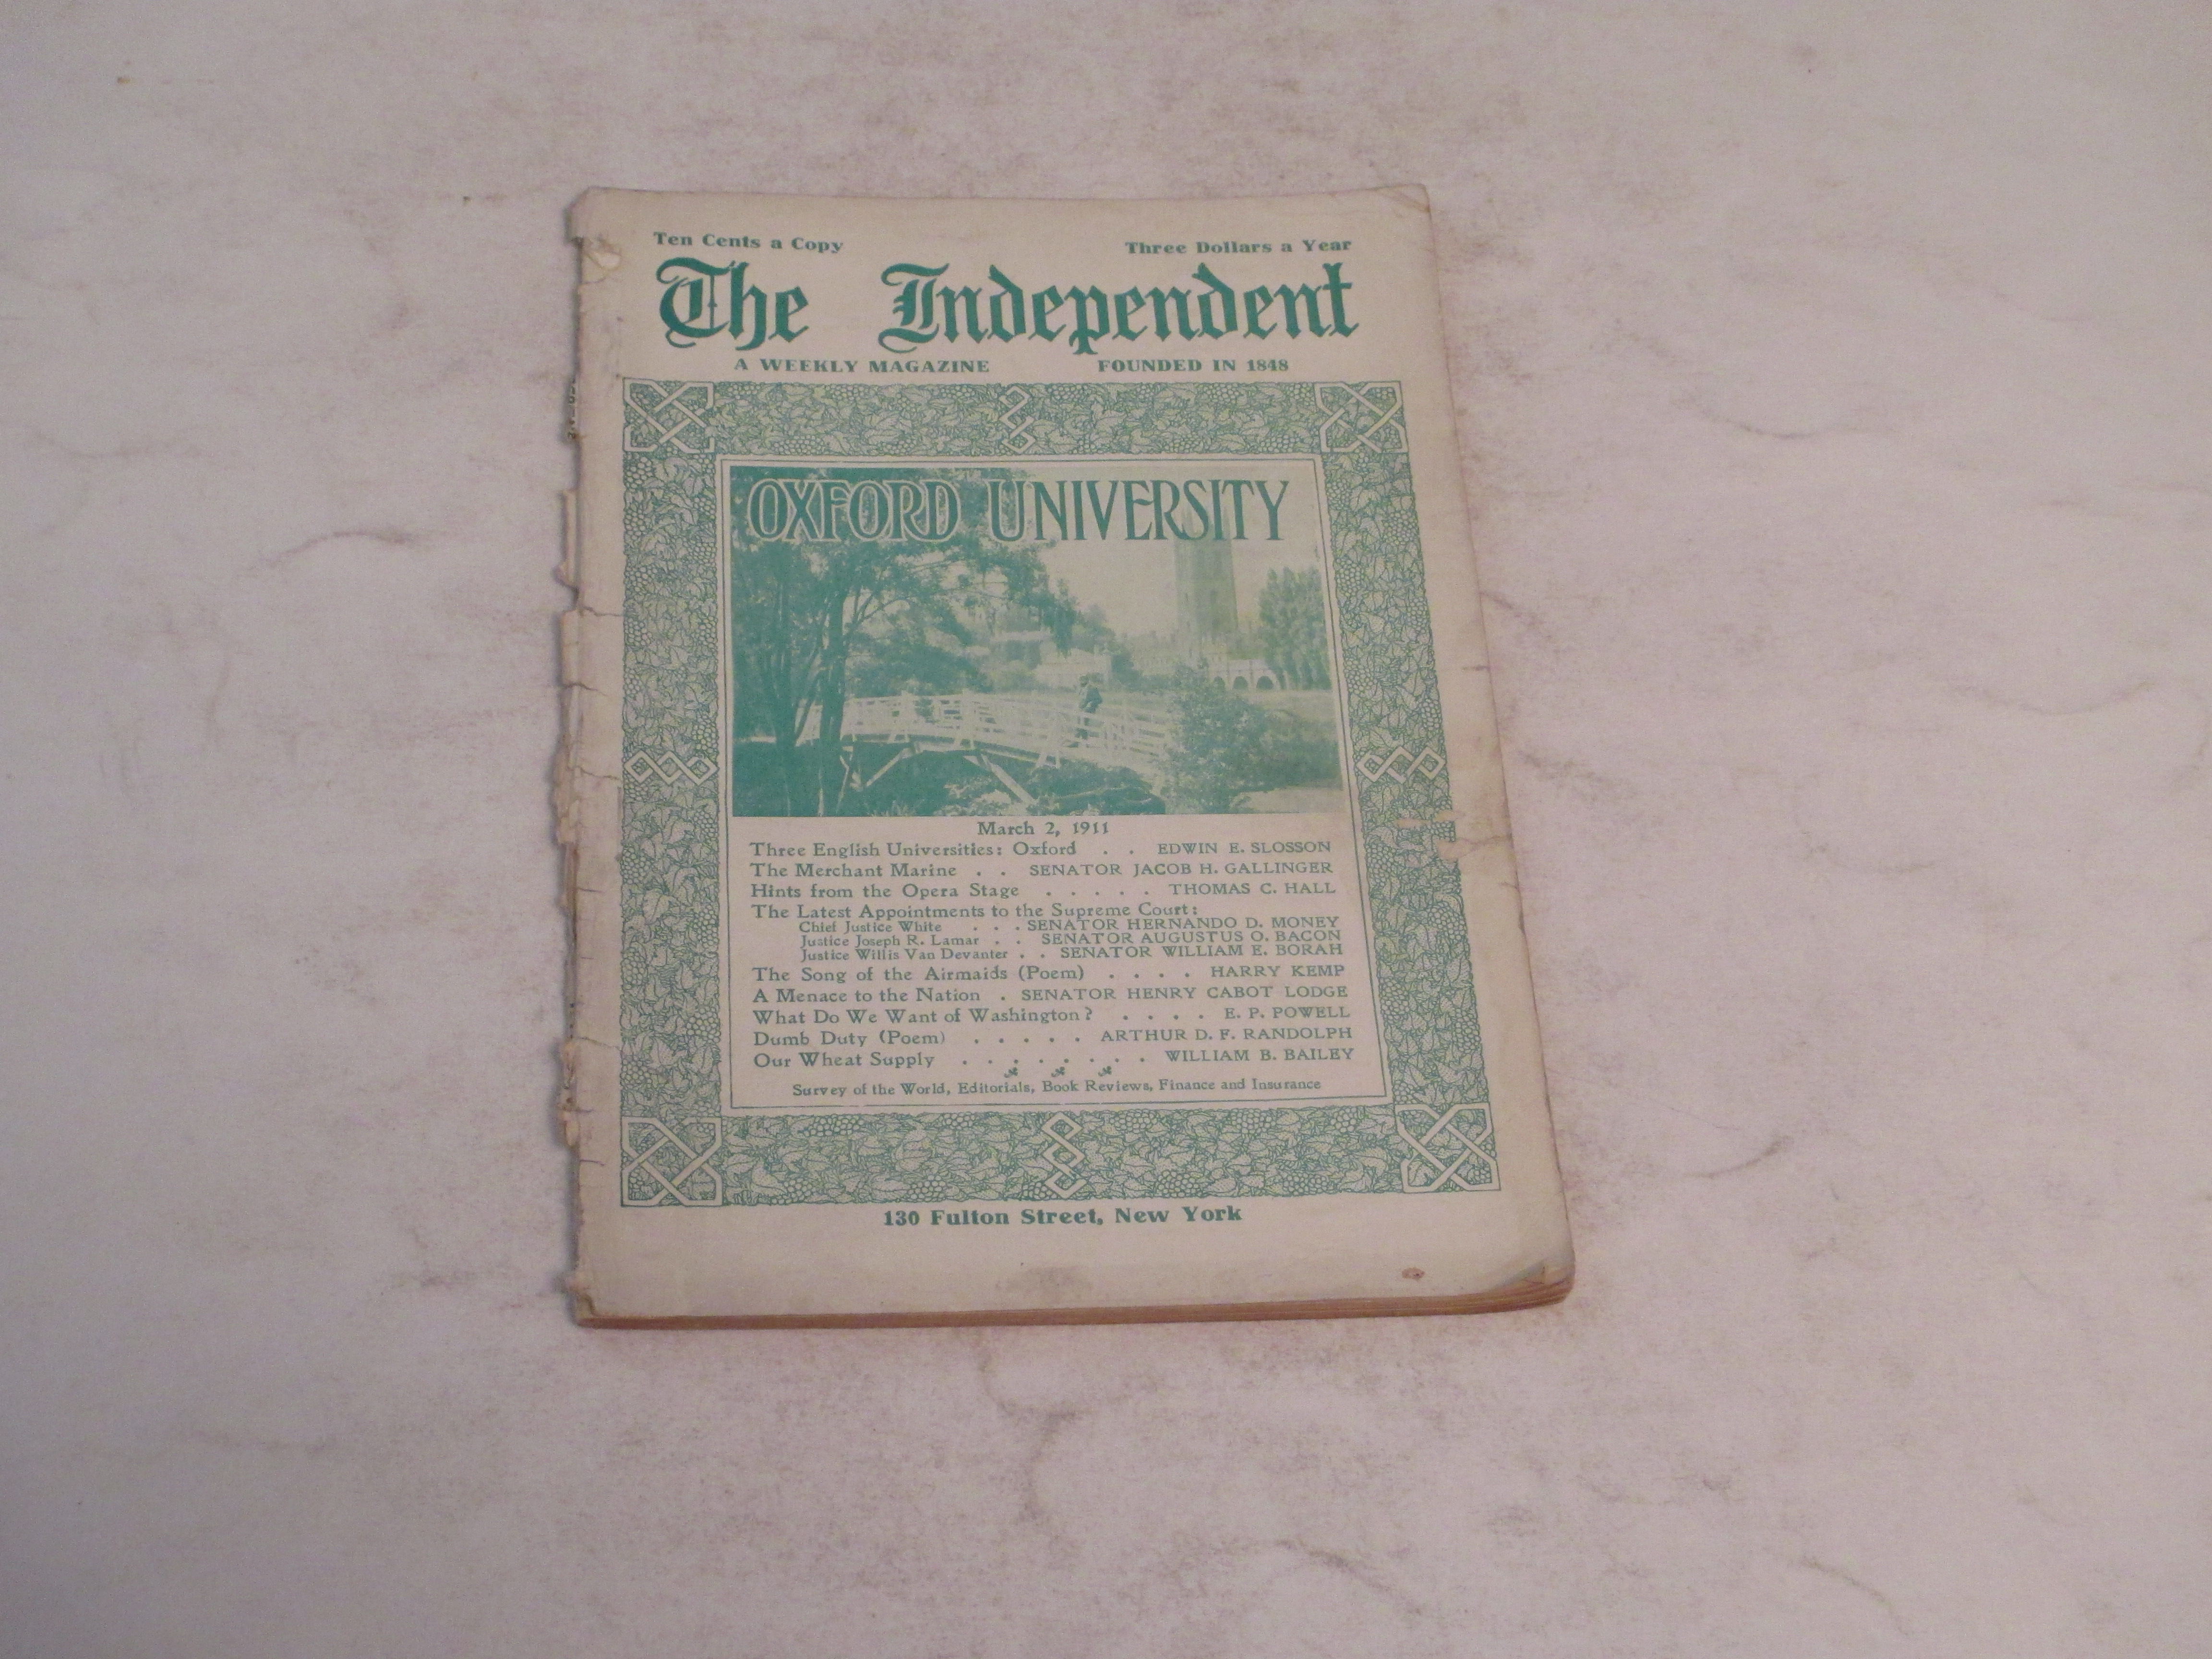 Ten Cents a Copy Three Dollars a Year
The Independent
A WEEKLY MAGAZINE FOUNDED IN 1848
OXFORD UNIVERSITY
March 2, 1911
Three English Universities: Oxford . . EDWIN E. SLOSSON
The Merchant Marine . . SENATOR JACOB H. GALLINGER
Hints from the Opera Stage . . . . . THOMAS C. HALL
The Latest Appointments to the Supreme Court:
Chief Justice White . . . SENATOR HERNANDO D. MONEY
Justice Joseph R. Lamar . . SENATOR AUGUSTUS O. BACON
Justice Willis Van Devanter . . SENATOR WILLIAM E. BORAH
The Song of the Airmaids (Poem) . . . . HARRY KEMP
A Menace to the Nation . SENATOR HENRY CABOT LODGE
What Do We Want of Washington? . . . . E. P. POWELL
Dumb Duty (Poem) . . . . . ARTHUR D. F. RANDOLPH
Our Wheat Supply . . . . . . . . WILLIAM B. BAILEY
Survey of the World, Editorials, Book Reviews, Finance and Insurance
130 Fulton Street, New York